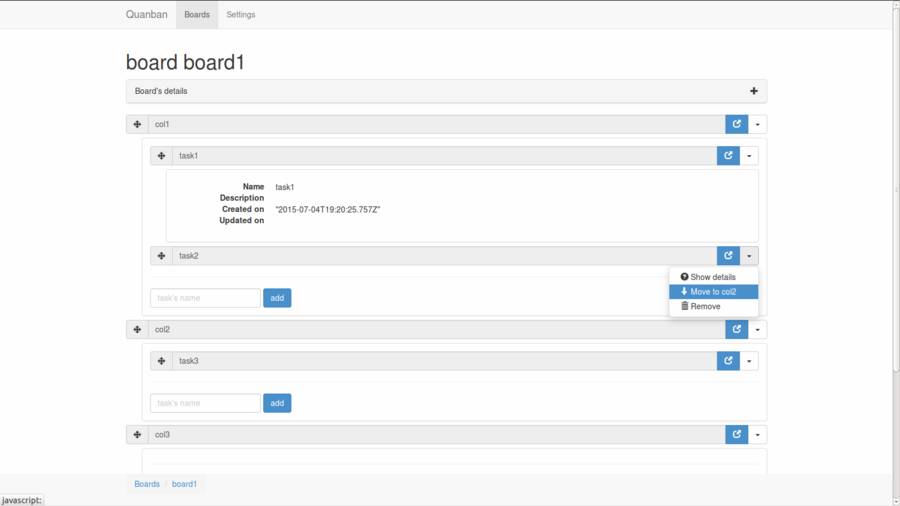 Quanban Boards Settings
board board1
Board's details
col1
task1
Name task1
Description
Created on "2015-07-04T19:20:25.757Z"
Updated on
task2
Show details
Move to col2
Remove
task's name add
col2
task3
task's name add
col3
Boards / board1
javascript: